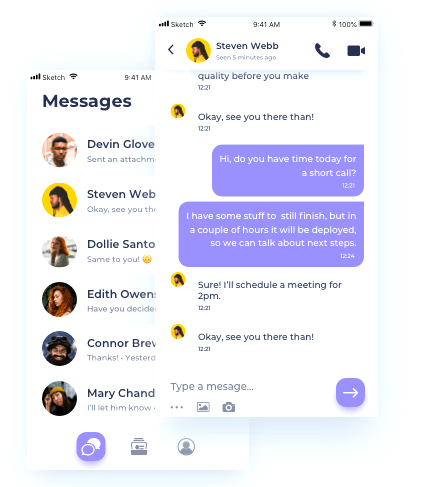 Sketch
9:41 AM
Messages
Devin Glove
Sent an attachm
Steven Web
Okay, see you the
Dollie Santo
Same to you! 😊
Edith Owen
Have you decide
Connor Brew
Thanks! • Yesterd
Mary Chand
I'll let him know •
Sketch
9:41 AM
100%
Steven Webb
Seen 5 minutes ago
quality before you make
12:21
Okay, see you there than!
12:21
Hi, do you have time today for
a short call?
12:21
I have some stuff to still finish, but in
a couple of hours it will be deployed,
so we can talk about next steps.
12:24
Sure! I'll schedule a meeting for
2pm.
12:21
Okay, see you there than!
12:21
Type a mesage...